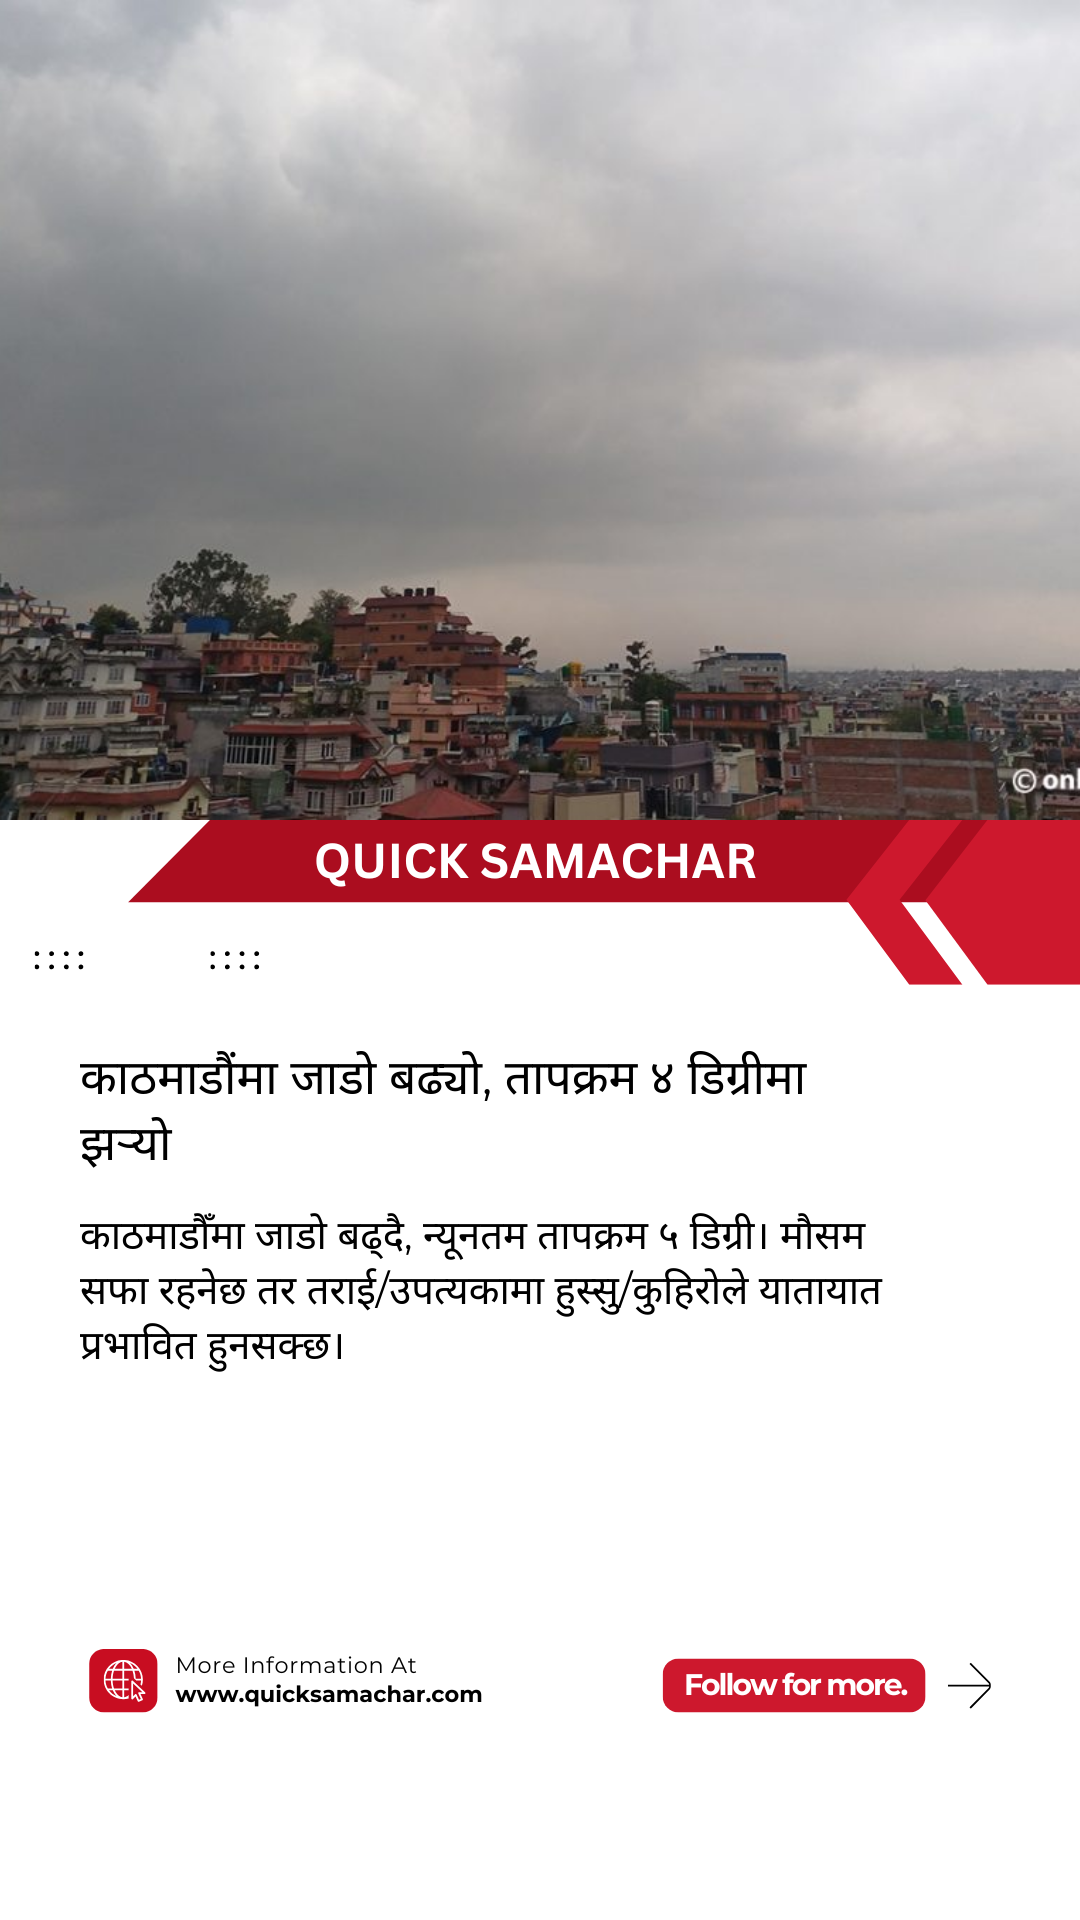 © onl
QUICK SAMACHAR
काठमाडौंमा जाडो बढ्यो, तापक्रम ४ डिग्रीमा
झर्‍यो
काठमाडौँमा जाडो बढ्दै, न्यूनतम तापक्रम ५ डिग्री। मौसम
सफा रहनेछ तर तराई/उपत्यकामा हुस्सु/कुहिरोले यातायात
प्रभावित हुनसक्छ।
More Information At
www.quicksamachar.com
Follow for more.